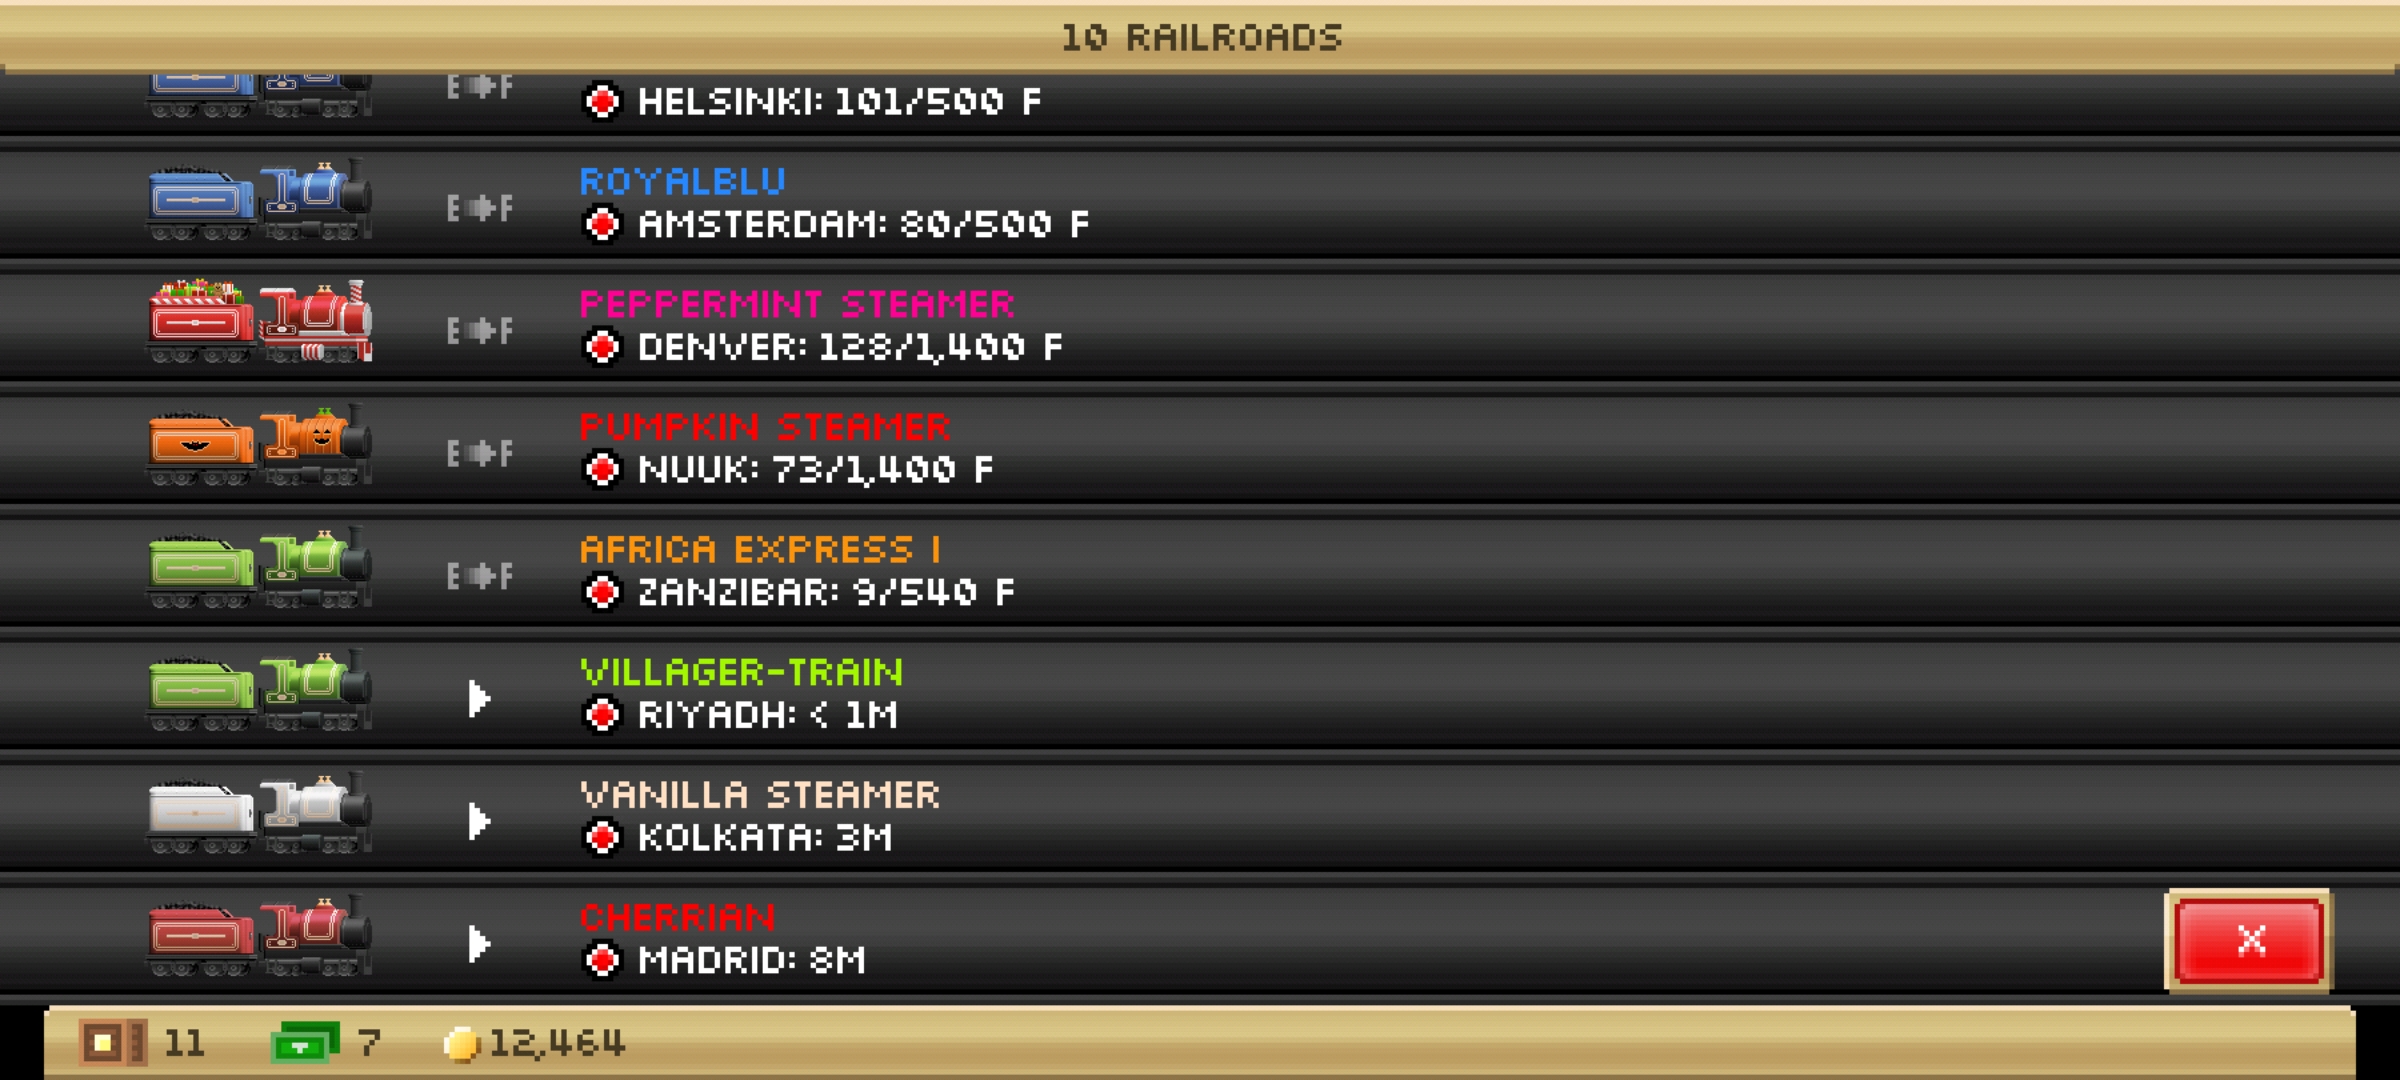 10 RAILROADS
E F HELSINKI: 101/500 F
ROYALBLU
E F AMSTERDAM: 80/500 F
PEPPERMINT STEAMER
E F DENVER: 128/1,400 F
PUMPKIN STEAMER
E F NUUK: 73/1,400 F
AFRICA EXPRESS I
E F ZANZIBAR: 9/540 F
VILLAGER-TRAIN
RIYADH: < 1M
VANILLA STEAMER
KOLKATA: 3M
CHERRIAN
MADRID: 8M
X
11 7 12,464